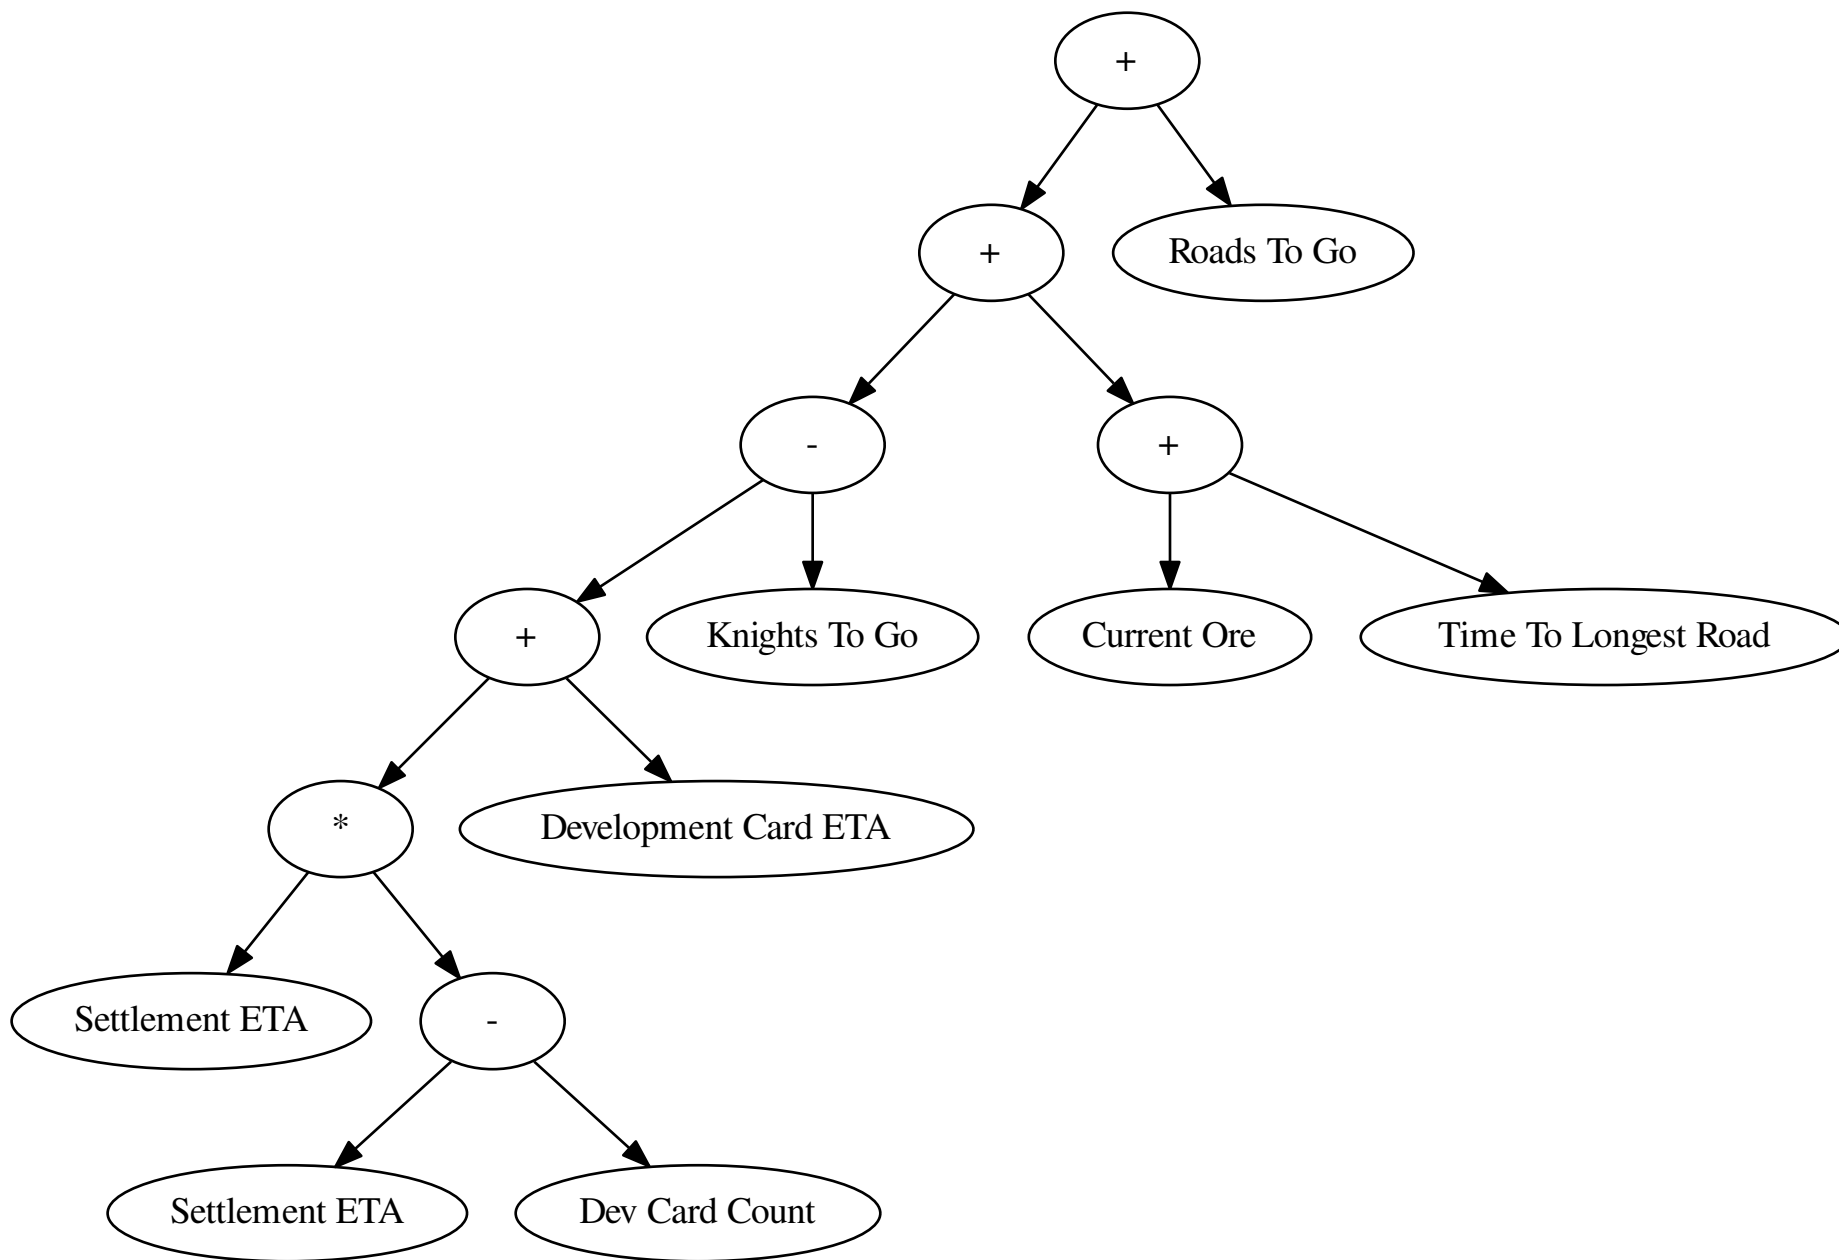 +
+
Roads To Go
-
+
+
Knights To Go
Current Ore
Time To Longest Road
*
Development Card ETA
Settlement ETA
-
Settlement ETA
Dev Card Count